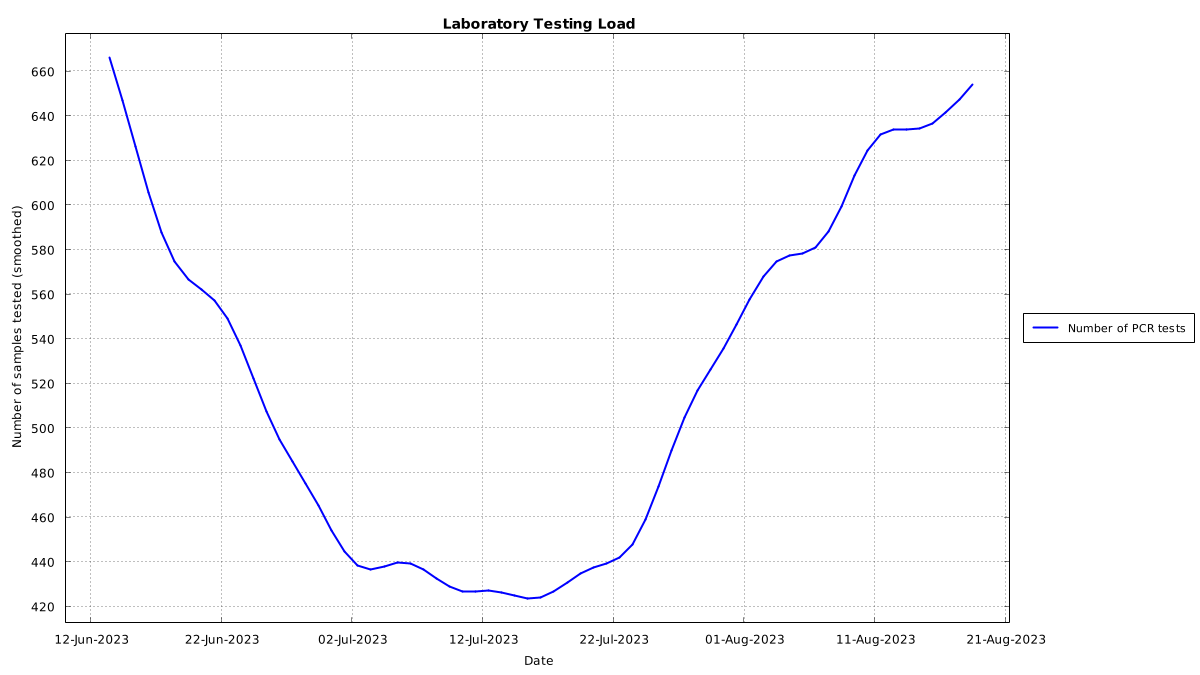 Laboratory Testing Load
Number of samples tested (smoothed)
660
640
620
600
580
560
540
520
500
480
460
440
420
12-Jun-2023 22-Jun-2023 02-Jul-2023 12-Jul-2023 22-Jul-2023 01-Aug-2023 11-Aug-2023 21-Aug-2023
Date
Number of PCR tests